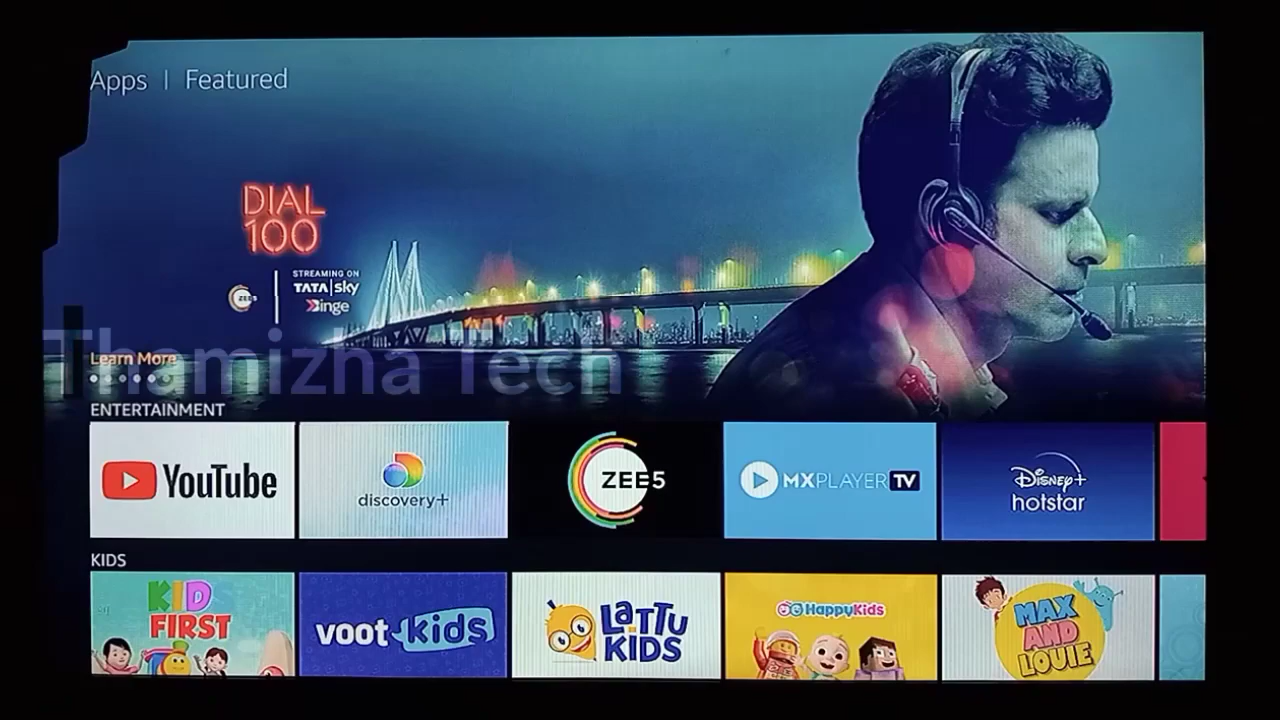 Apps | Featured
DIAL
100
ZEE5
STREAMING ON
TATA sky
Binge
Thamizha Tech
Learn More
ENTERTAINMENT
YouTube
discovery+
ZEE5
MXPLAYER TV
Disney+
hotstar
KIDS
KID
FIRST
voot kids
LaTTU
KiDS
HappyKids
MAX
AND
LOUIE